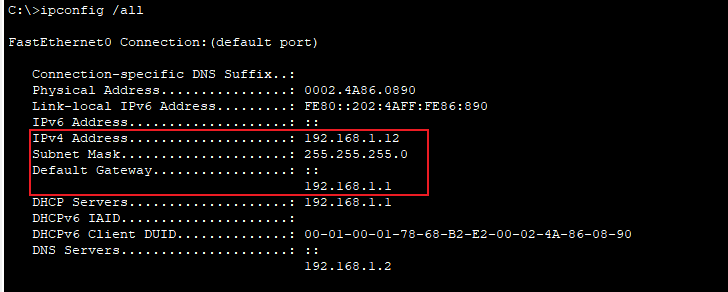 C:\>ipconfig /all
FastEthernet0 Connection:(default port)
Connection-specific DNS Suffix..:
Physical Address................: 0002.4A86.0890
Link-local IPv6 Address.........: FE80::202:4AFF:FE86:890
IPv6 Address....................: ::
IPv4 Address....................: 192.168.1.12
Subnet Mask.....................: 255.255.255.0
Default Gateway.................: ::
192.168.1.1
DHCP Servers....................: 192.168.1.1
DHCPv6 IAID.....................:
DHCPv6 Client DUID..............: 00-01-00-01-78-68-B2-E2-00-02-4A-86-08-90
DNS Servers.....................: ::
192.168.1.2